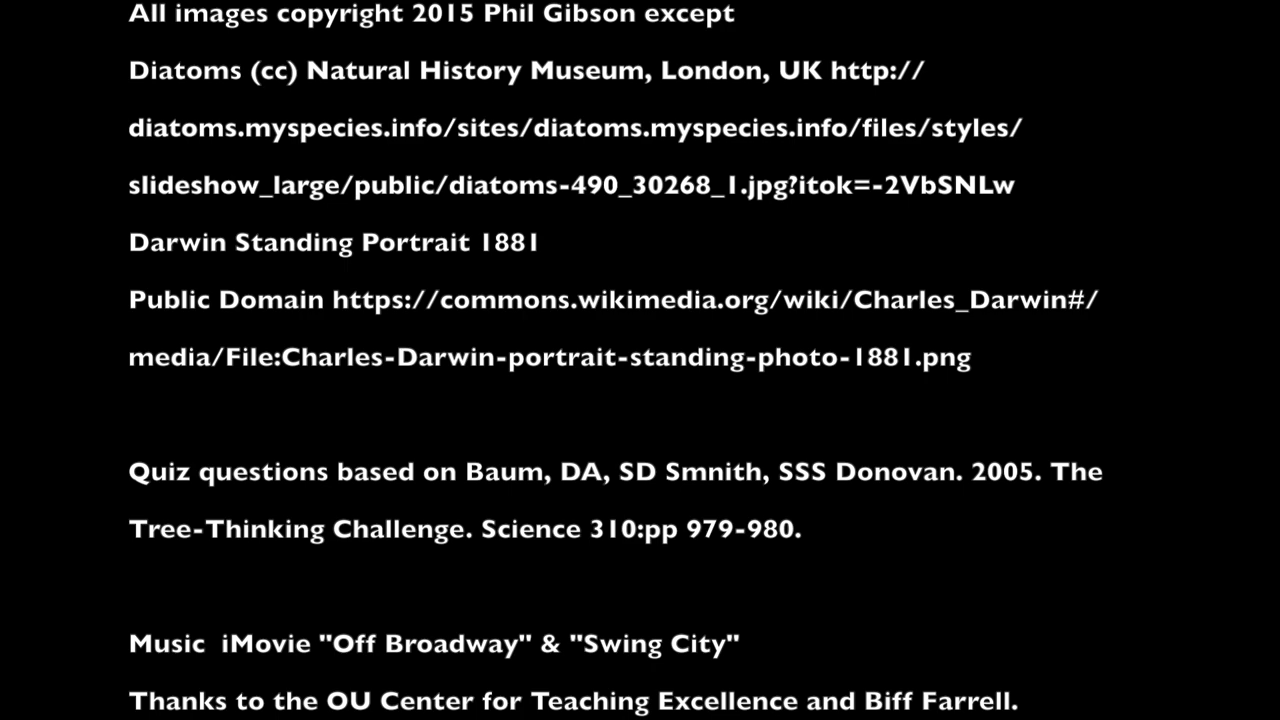 All images copyright 2015 Phil Gibson except
Diatoms (cc) Natural History Museum, London, UK http://
diatoms.myspecies.info/sites/diatoms.myspecies.info/files/styles/
slideshow_large/public/diatoms-490_30268_1.jpg?itok=-2VbSNLw
Darwin Standing Portrait 1881
Public Domain https://commons.wikimedia.org/wiki/Charles_Darwin#/
media/File:Charles-Darwin-portrait-standing-photo-1881.png
Quiz questions based on Baum, DA, SD Smnith, SSS Donovan. 2005. The
Tree-Thinking Challenge. Science 310:pp 979-980.
Music  iMovie "Off Broadway" & "Swing City"
Thanks to the OU Center for Teaching Excellence and Biff Farrell.